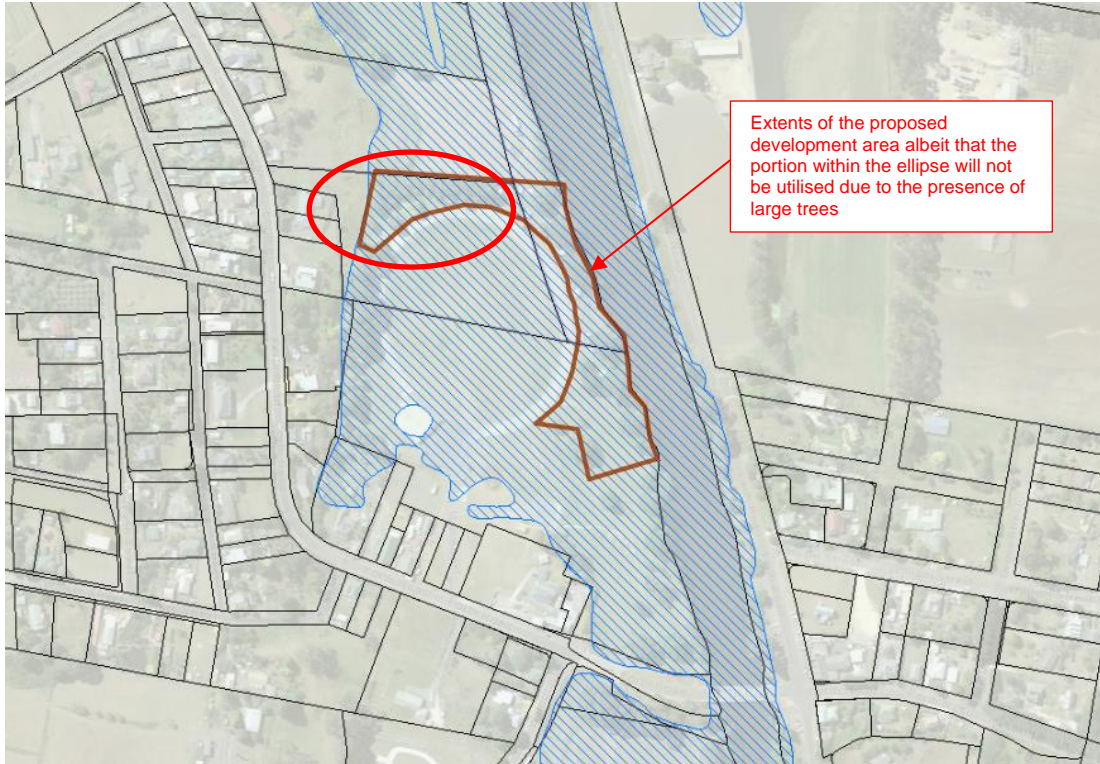 Extents of the proposed
development area albeit that the
portion within the ellipse will not
be utilised due to the presence of
large trees